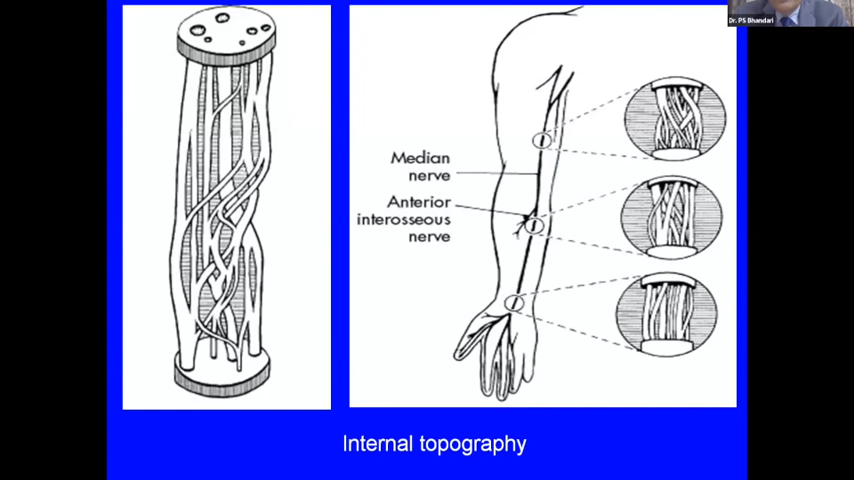 Dr. PS Bhandari
Median
nerve
Anterior
interosseous
nerve
Internal topography